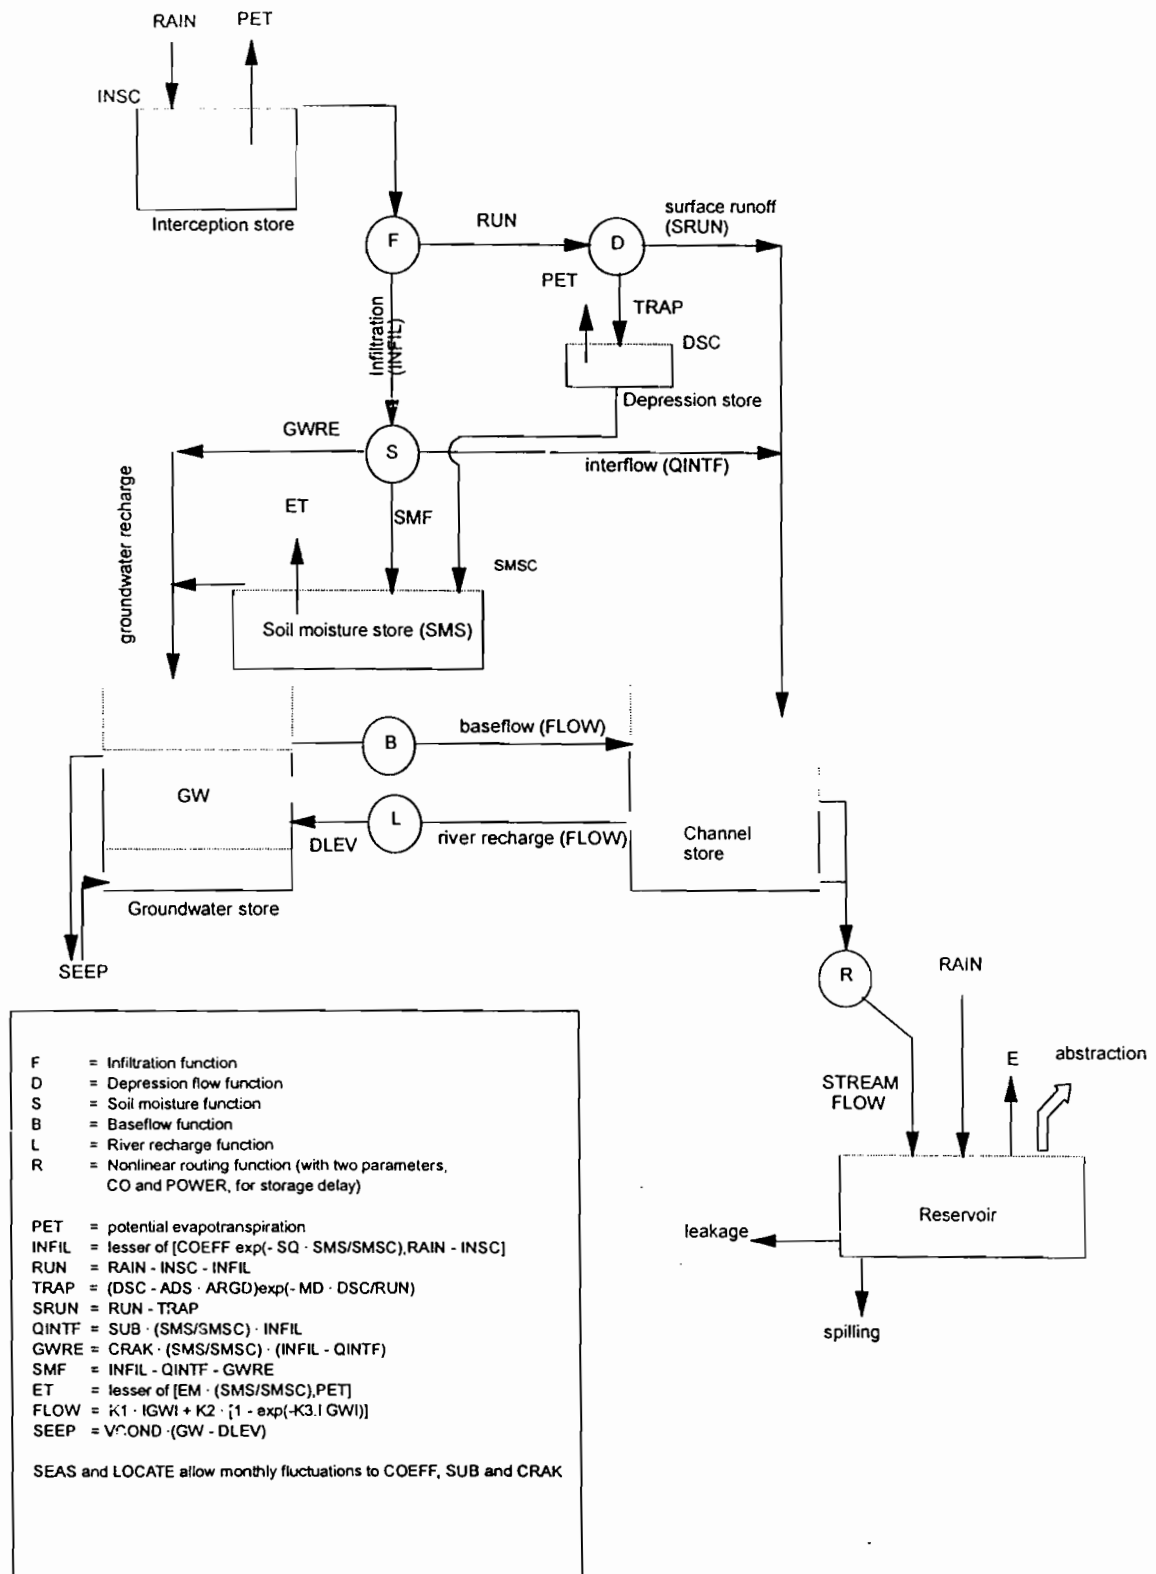 RAIN PET
INSC
Interception store
F
RUN
D
surface runoff
(SRUN)
PET
TRAP
DSC
Depression store
Infiltration
(INFIL)
GWRE
S
interflow (QINTF)
groundwater recharge
ET
SMF
SMSC
Soil moisture store (SMS)
B
baseflow (FLOW)
GW
DLEV
L
river recharge (FLOW)
Channel
store
Groundwater store
SEEP
R
RAIN
STREAM
FLOW
E
abstraction
Reservoir
leakage
spilling
F = Infiltration function
D = Depression flow function
S = Soil moisture function
B = Baseflow function
L = River recharge function
R = Nonlinear routing function (with two parameters,
CO and POWER, for storage delay)
PET = potential evapotranspiration
INFIL = lesser of [COEFF exp(- SQ · SMS/SMSC),RAIN - INSC]
RUN = RAIN - INSC - INFIL
TRAP = (DSC - ADS · ARGD)exp(- MD · DSC/RUN)
SRUN = RUN - TRAP
QINTF = SUB · (SMS/SMSC) · INFIL
GWRE = CRAK · (SMS/SMSC) · (INFIL - QINTF)
SMF = INFIL - QINTF - GWRE
ET = lesser of [EM · (SMS/SMSC),PET]
FLOW = K1 · IGWI + K2 · [1 - exp(-K3.I GWI)]
SEEP = VCOND ·(GW - DLEV)
SEAS and LOCATE allow monthly fluctuations to COEFF, SUB and CRAK